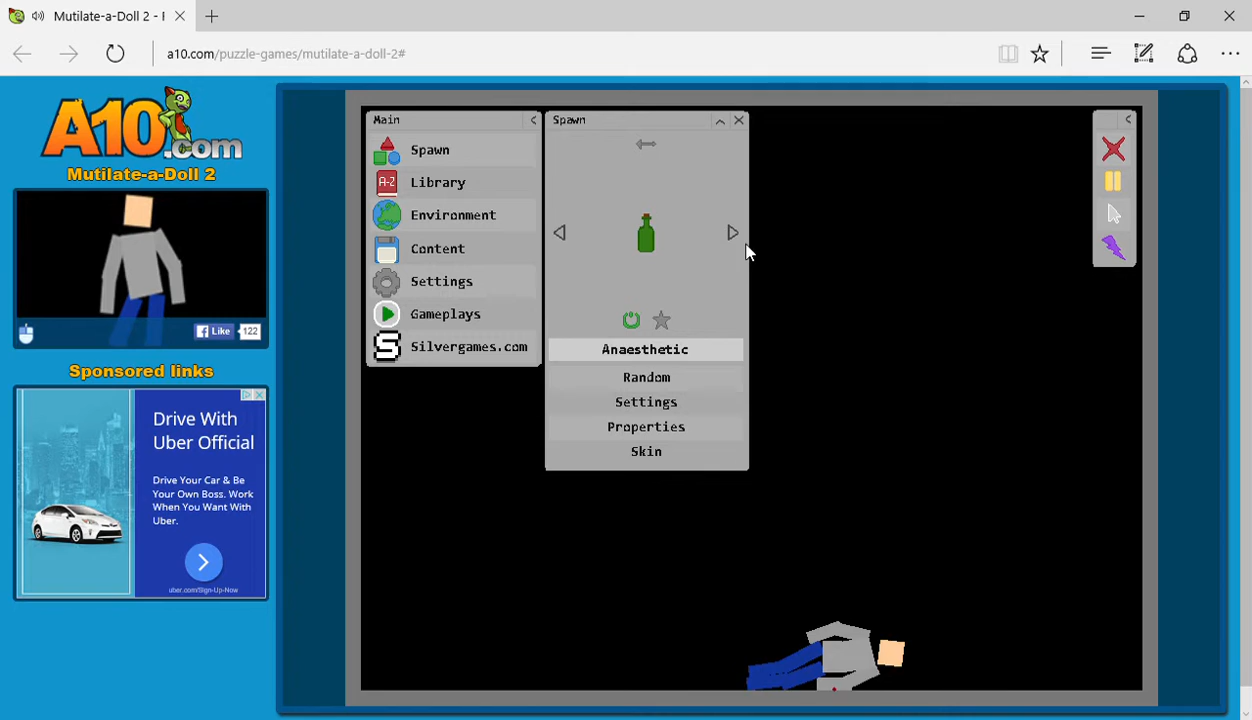 Mutilate-a-Doll 2 - F
a10.com/puzzle-games/mutilate-a-doll-2#
A10.com
Mutilate-a-Doll 2
Like 122
Sponsored links
Drive With
Uber Official
Drive Your Car & Be
Your Own Boss. Work
When You Want With
Uber.
uber.com/Sign-Up-Now
Main
Spawn
A-Z
Library
Environment
Content
Settings
Gameplays
S
Silvergames.com
Spawn
Anaesthetic
Random
Settings
Properties
Skin